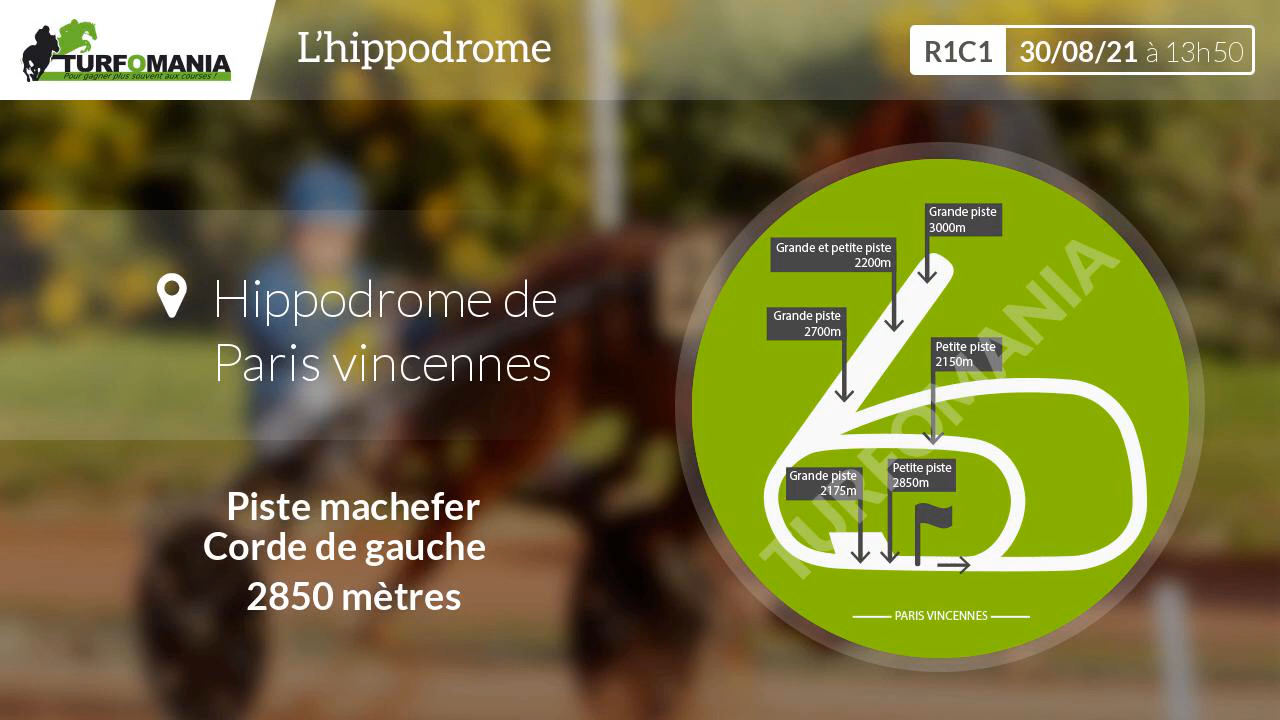 TURFOMANIA
Pour gagner plus souvent aux courses !
L'hippodrome
R1C1 30/08/21 à 13h50
Hippodrome de
Paris vincennes
Piste machefer
Corde de gauche
2850 mètres
Grande piste
3000m
Grande et petite piste
2200m
Grande piste
2700m
Petite piste
2150m
Grande piste
2175m
Petite piste
2850m
TURFOMANIA
PARIS VINCENNES